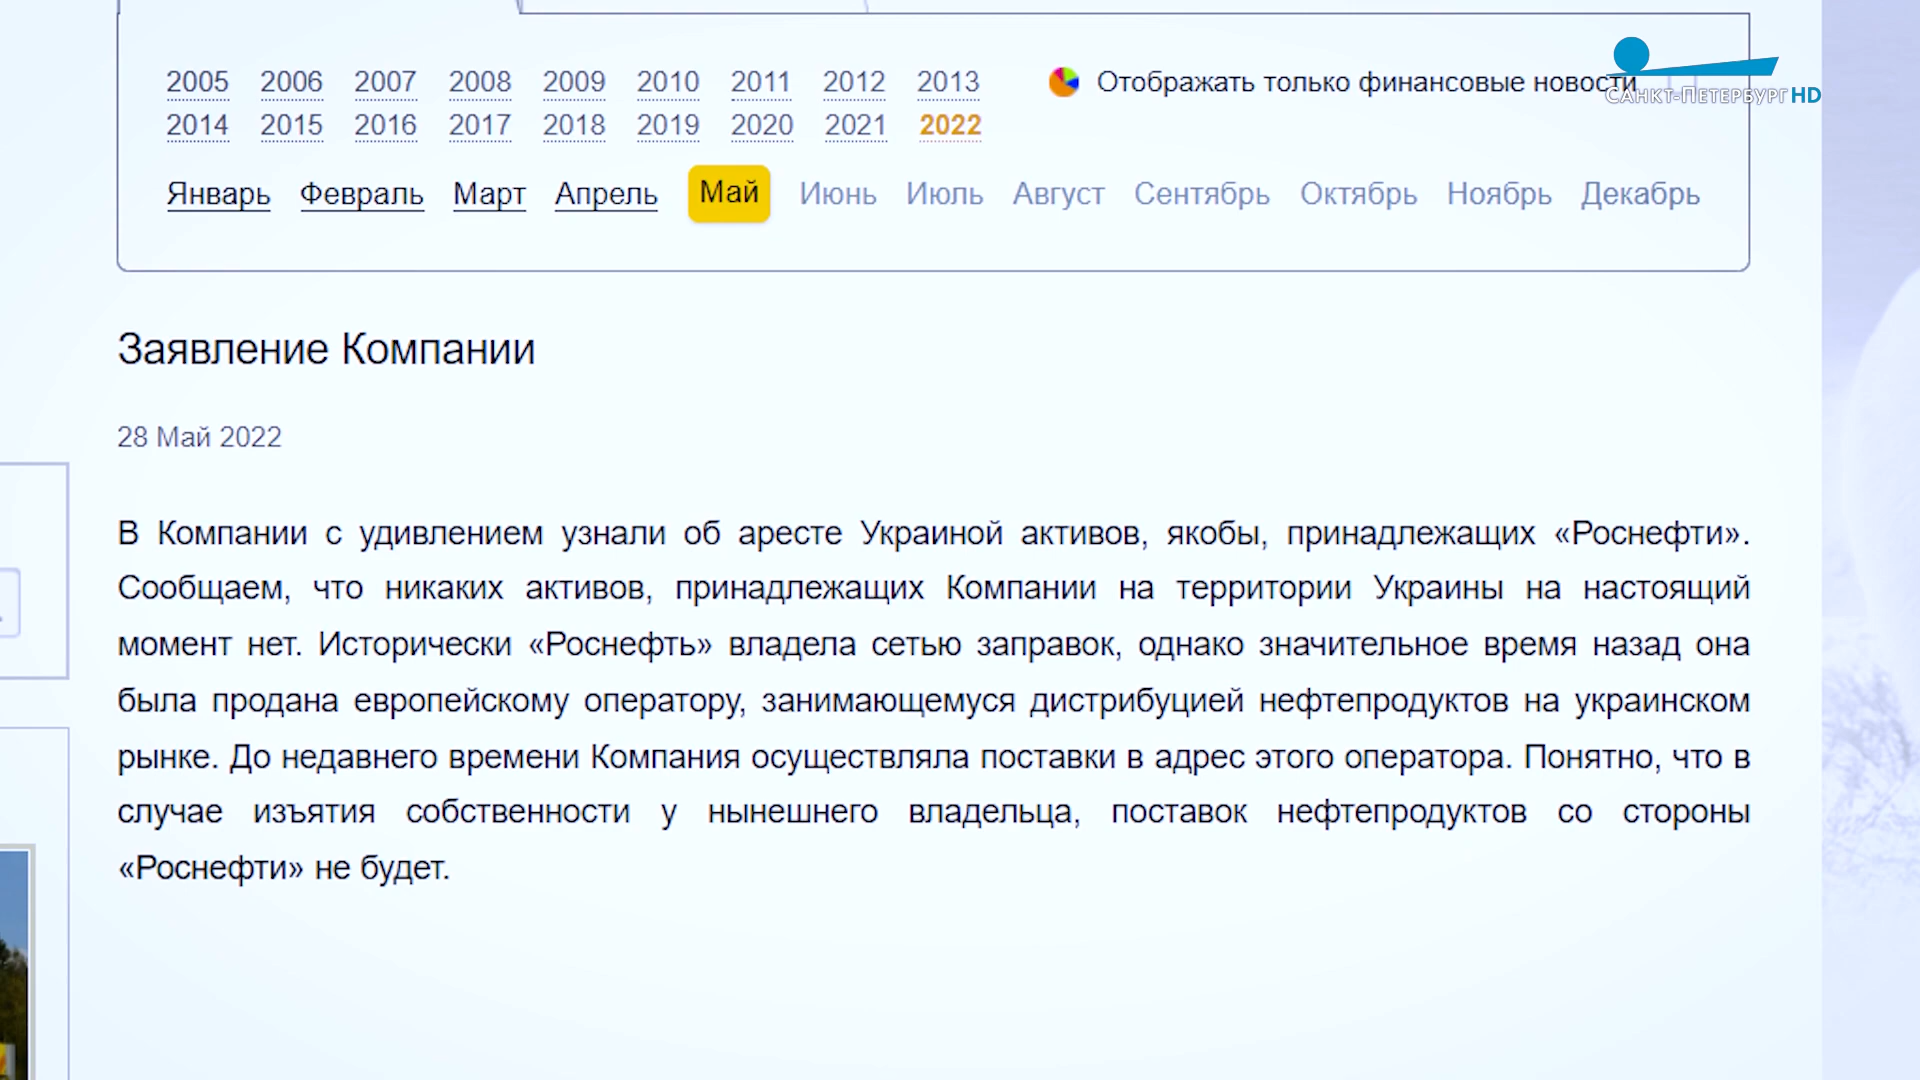 2005 2006 2007 2008 2009 2010 2011 2012 2013
Отображать только финансовые новости
САНКТ-ПЕТЕРБУРГ HD
2014 2015 2016 2017 2018 2019 2020 2021 2022
Январь Февраль Март Апрель Май Июнь Июль Август Сентябрь Октябрь Ноябрь Декабрь
Заявление Компании
28 Май 2022
В Компании с удивлением узнали об аресте Украиной активов, якобы, принадлежащих «Роснефти».
Сообщаем, что никаких активов, принадлежащих Компании на территории Украины на настоящий
момент нет. Исторически «Роснефть» владела сетью заправок, однако значительное время назад она
была продана европейскому оператору, занимающемуся дистрибуцией нефтепродуктов на украинском
рынке. До недавнего времени Компания осуществляла поставки в адрес этого оператора. Понятно, что в
случае изъятия собственности у нынешнего владельца, поставок нефтепродуктов со стороны
«Роснефти» не будет.